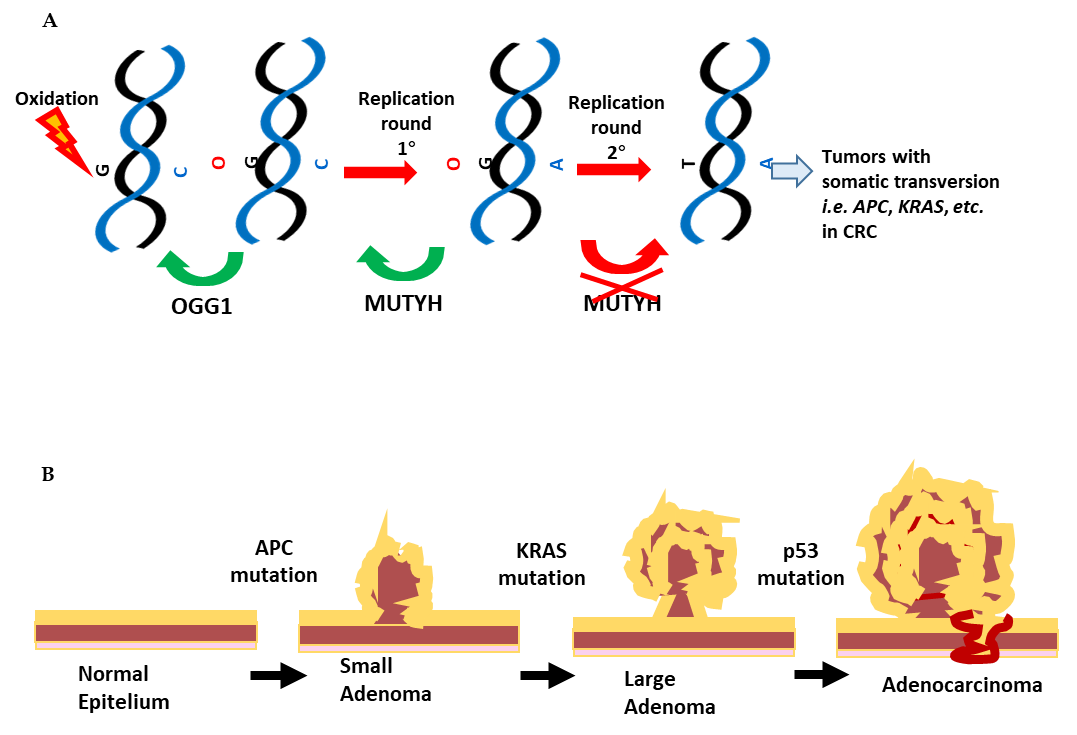 A
Oxidation
G
C
O
G
C
Replication
round
1°
O
G
A
Replication
round
2°
T
A
Tumors with
somatic transversion
i.e. APC, KRAS, etc.
in CRC
OGG1
MUTYH
MUTYH
B
APC
mutation
KRAS
mutation
p53
mutation
Normal
Epitelium
Small
Adenoma
Large
Adenoma
Adenocarcinoma